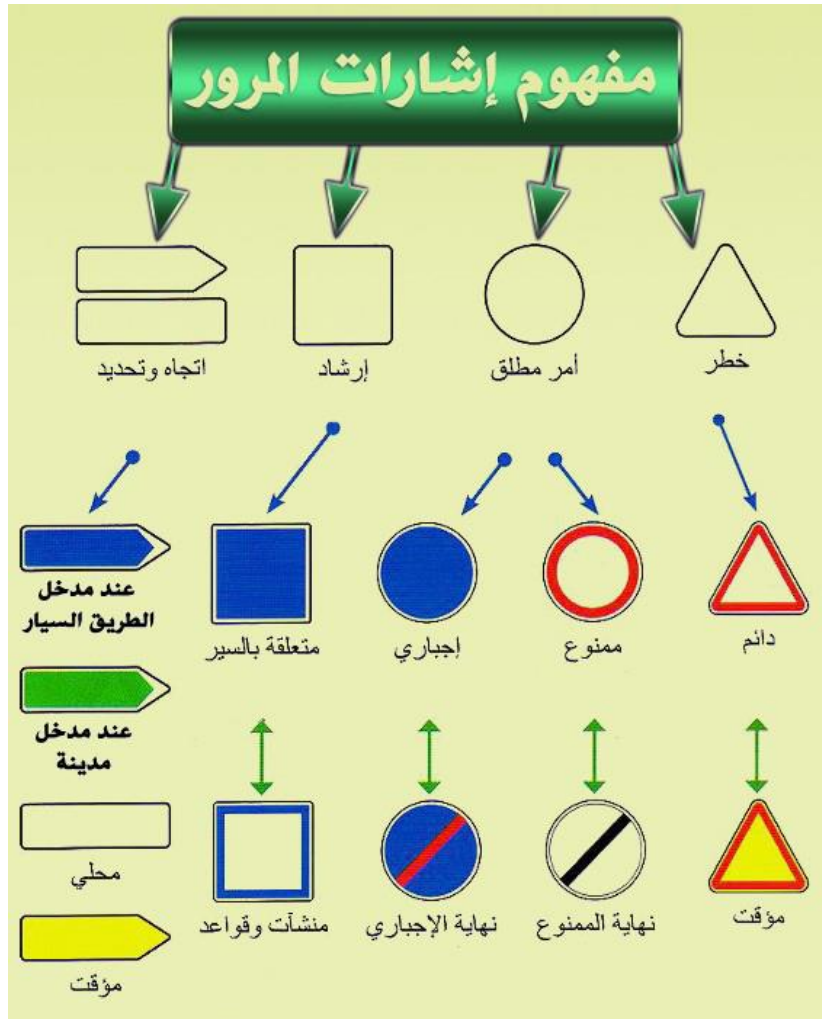 مفهوم إشارات المرور
خطر
أمر مطلق
إرشاد
اتجاه وتحديد
دائم
ممنوع
إجباري
متعلقة بالسير
عند مدخل
الطريق السيار
عند مدخل
مدينة
محلي
مؤقت
نهاية الممنوع
نهاية الإجباري
منشآت وقواعد
مؤقت